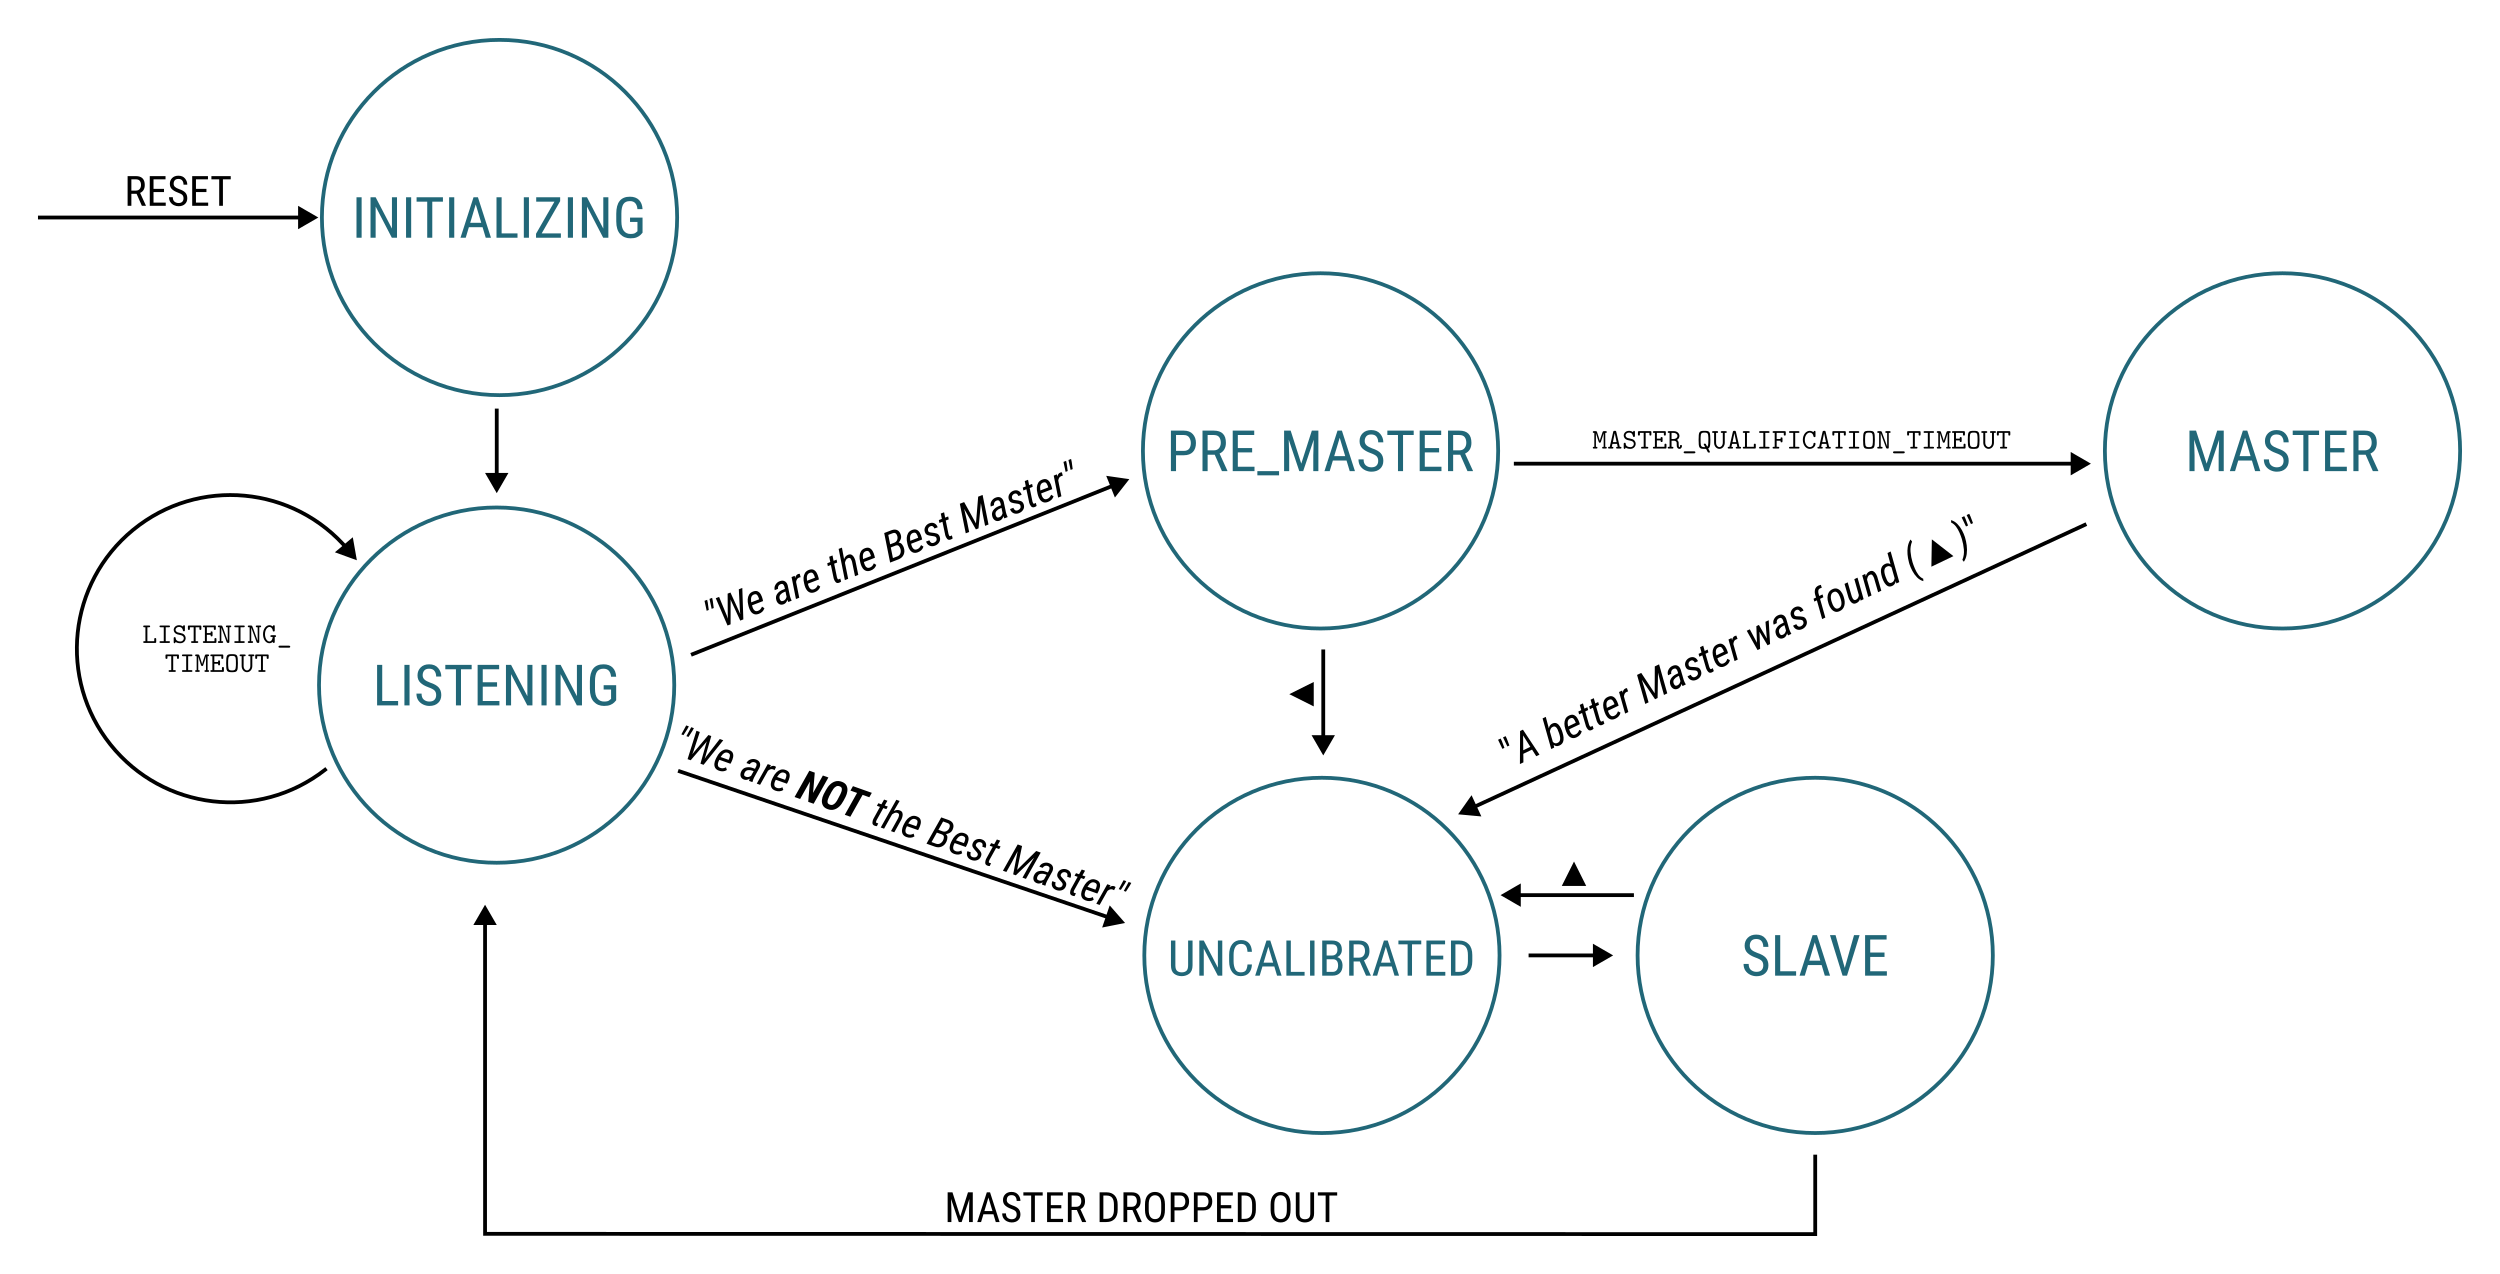 RESET
INITIALIZING
PRE_MASTER
MASTER_QUALIFICATION_TIMEOUT
MASTER
"We are the Best Master"
"A better Master was found (▲)"
LISTENING_
TIMEOUT
LISTENING
"We are NOT the Best Master"
UNCALIBRATED
SLAVE
MASTER DROPPED OUT